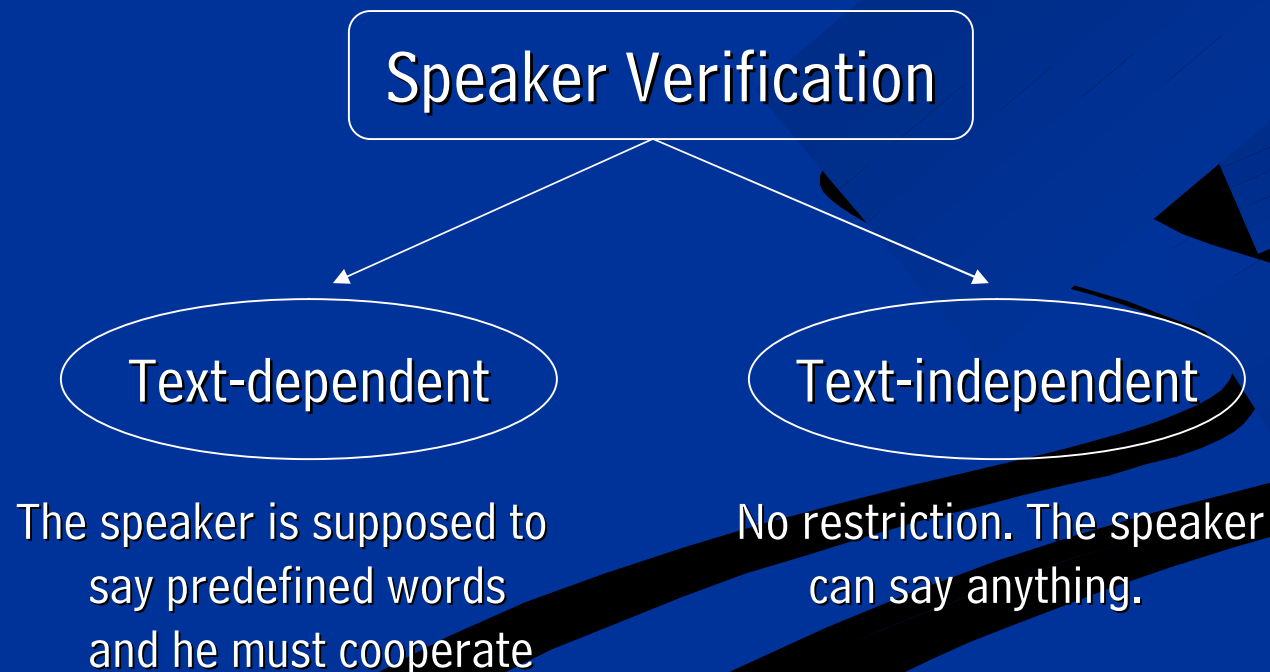 Speaker Verification
Text-dependent
Text-independent
The speaker is supposed to
say predefined words
and he must cooperate
No restriction. The speaker
can say anything.